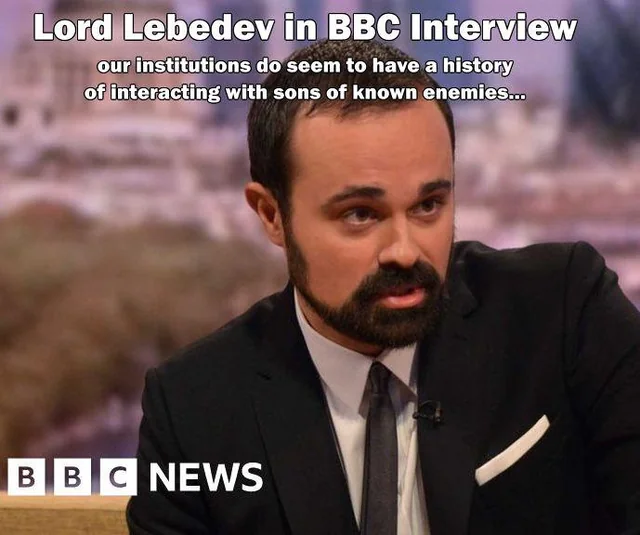 Lord Lebedev in BBC Interview
our institutions do seem to have a history
of interacting with sons of known enemies...
BBC NEWS